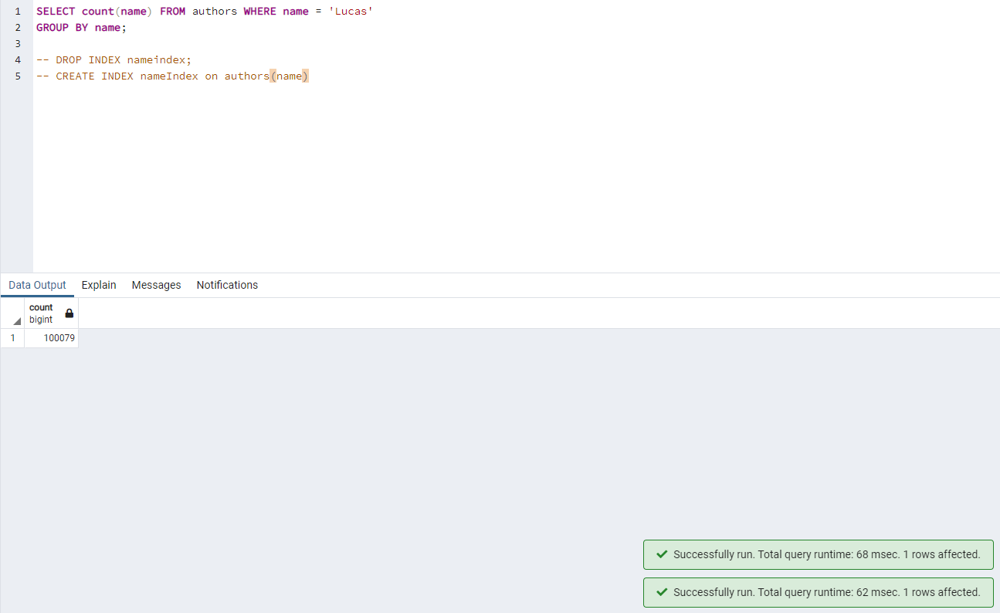 1 SELECT count(name) FROM authors WHERE name = 'Lucas'
2 GROUP BY name;
3
4 -- DROP INDEX nameindex;
5 -- CREATE INDEX nameIndex on authors(name)
Data Output Explain Messages Notifications
count
bigint
1 100079
Successfully run. Total query runtime: 68 msec. 1 rows affected.
Successfully run. Total query runtime: 62 msec. 1 rows affected.